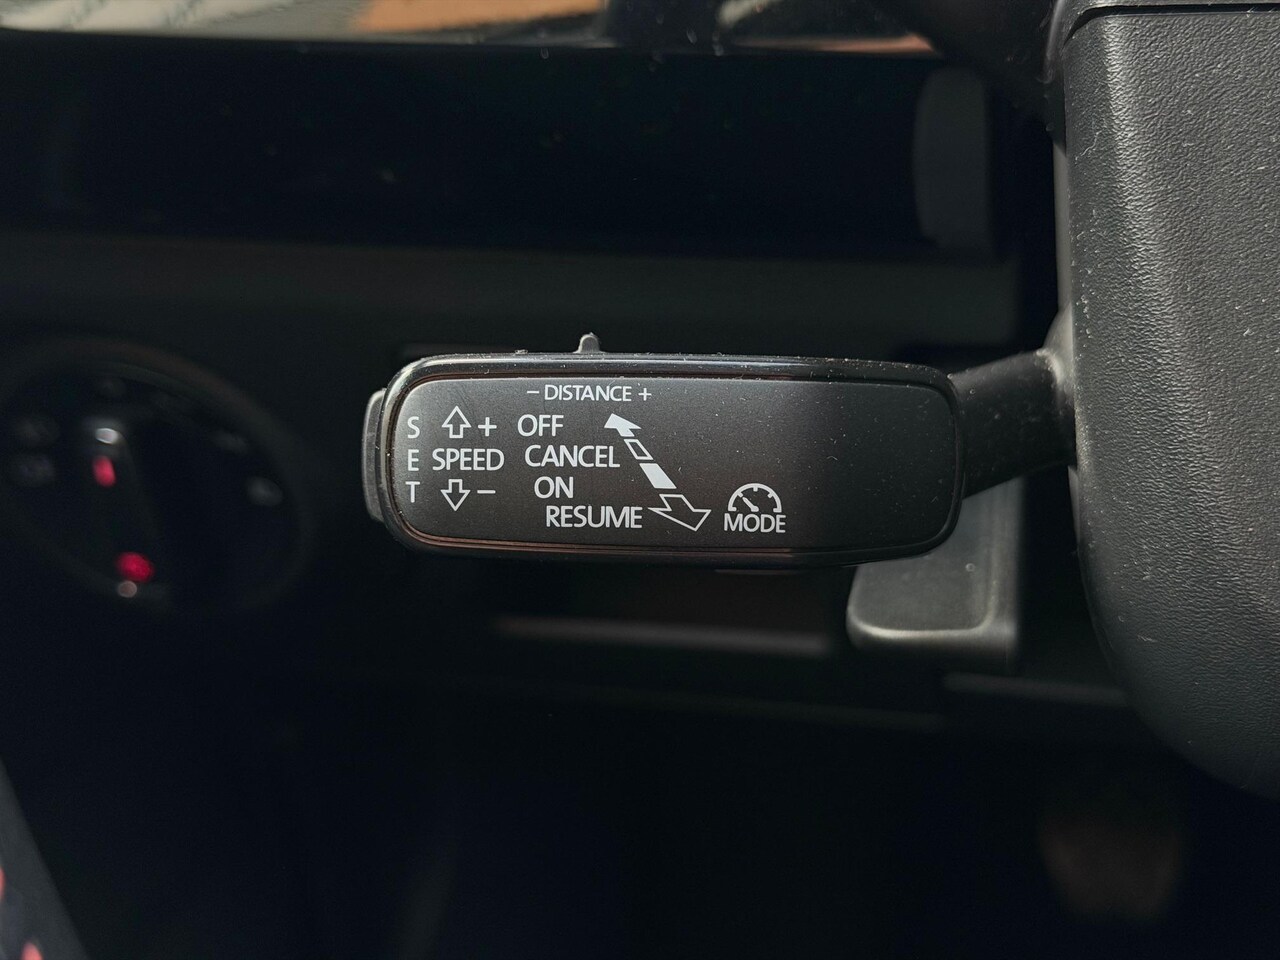 - DISTANCE +
S + OFF
E SPEED CANCEL
T - ON
RESUME MODE